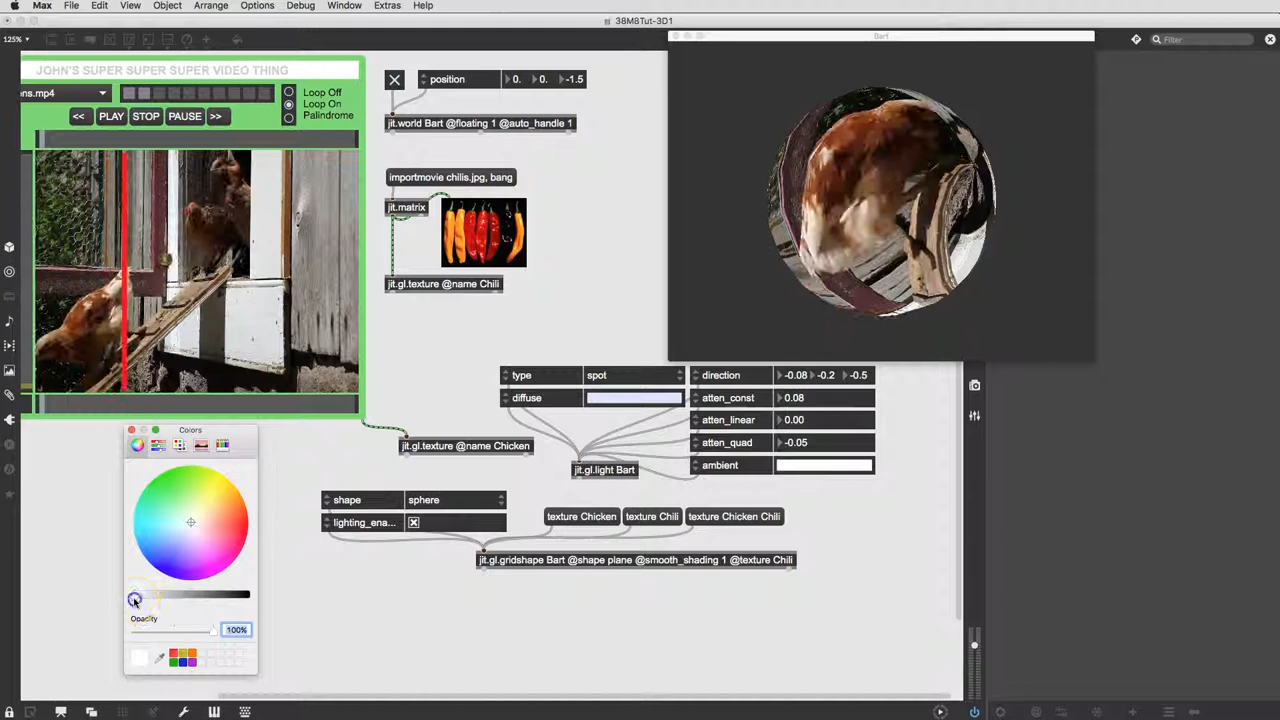 Max File Edit View Object Arrange Options Debug Window Extras Help
38M8Tut-3D1
125%
Filter
Bart
JOHN'S SUPER SUPER SUPER VIDEO THING
ns.mp4
Loop Off
Loop On
Palindrome
<< PLAY STOP PAUSE >>
position 0. 0. -1.5
jit.world Bart @floating 1 @auto_handle 1
importmovie chilis.jpg, bang
jit.matrix
jit.gl.texture @name Chili
type spot
diffuse
direction -0.08 -0.2 -0.5
atten_const 0.08
atten_linear 0.00
atten_quad -0.05
ambient
jit.gl.texture @name Chicken
jit.gl.light Bart
Colors
shape sphere
lighting_ena...
texture Chicken texture Chili texture Chicken Chili
jit.gl.gridshape Bart @shape plane @smooth_shading 1 @texture Chili
Opacity
100%